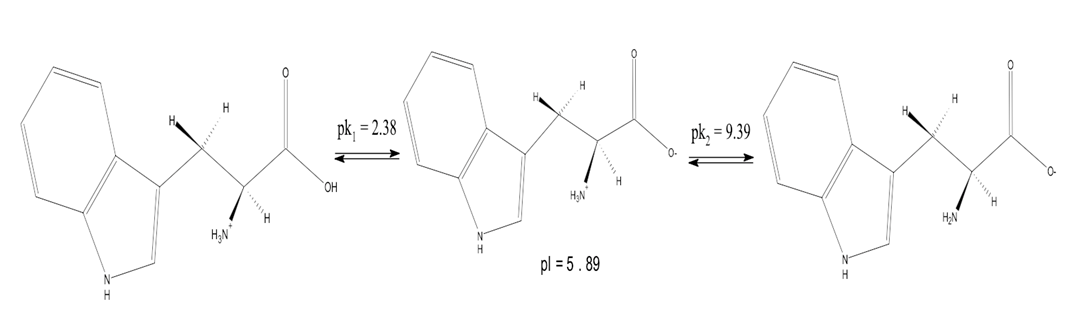 H
H
O
OH
H
H₃N⁺
N
H
pk₁ = 2.38
H
H
O
O-
H
H₃N⁺
N
H
pI = 5 . 89
pk₂ = 9.39
H
H
O
O-
H
H₂N
N
H